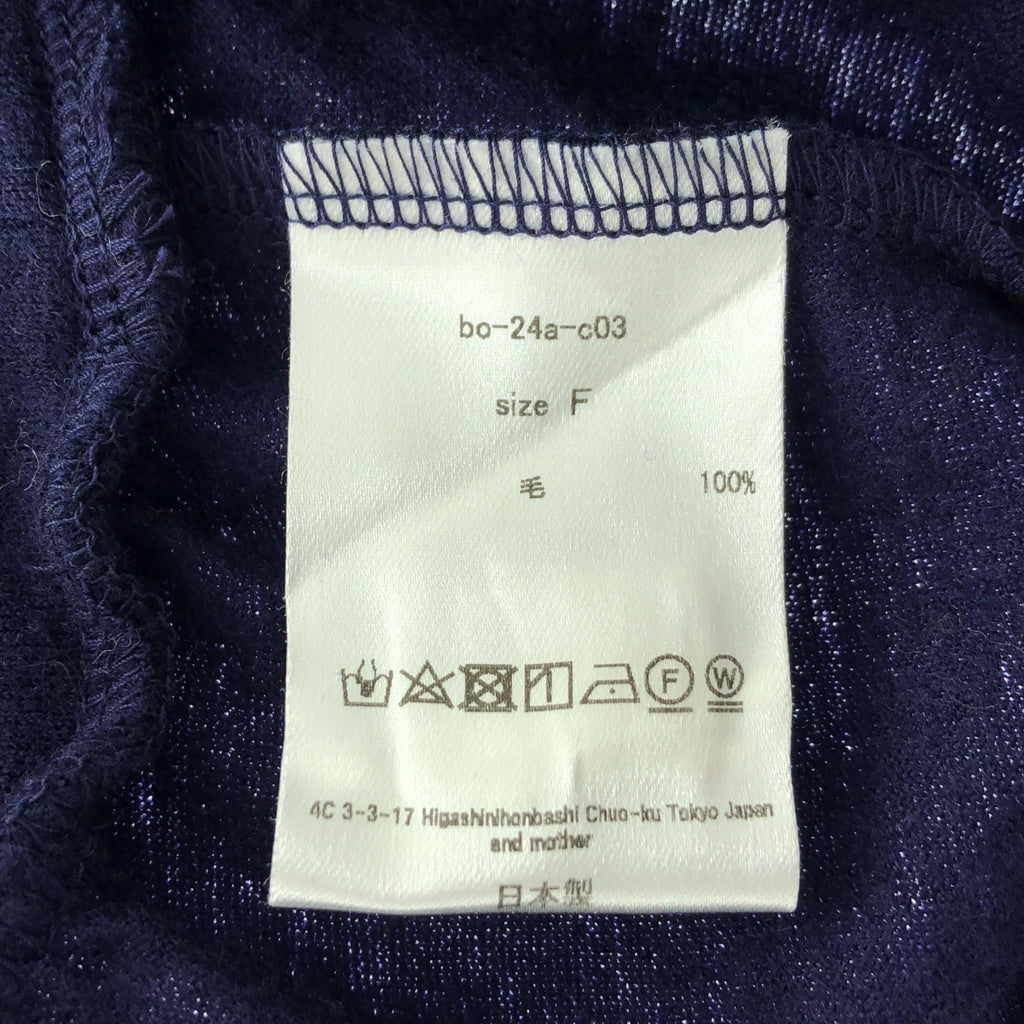 bo-24a-c03
size F
毛 100%
F W
4C 3-3-17 Higashinihonbashi Chuo-ku Tokyo Japan
and mother
日本製